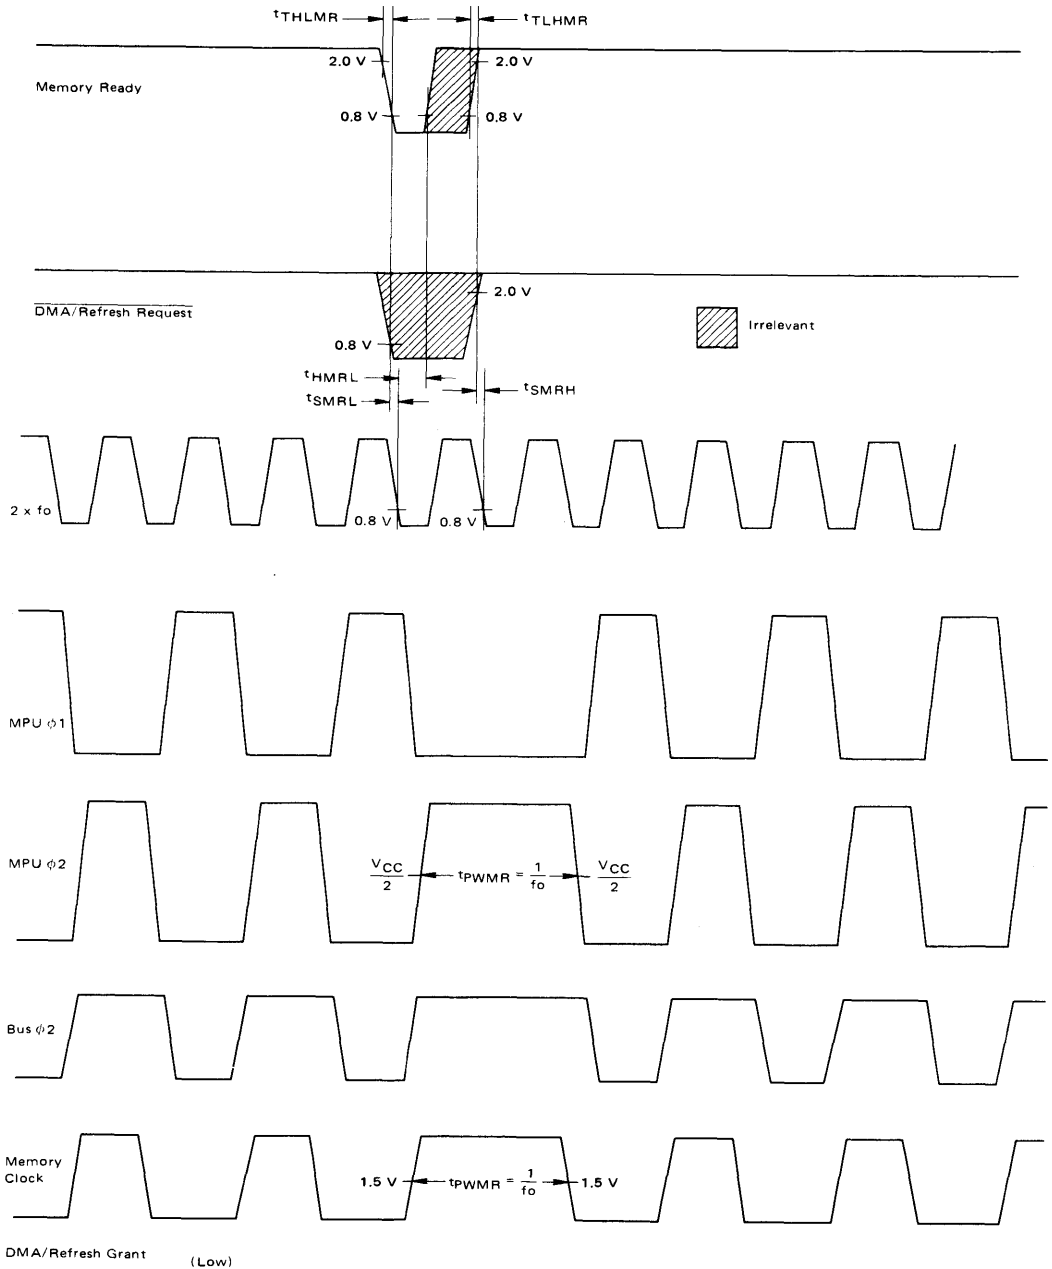 tTHLMR
tTLHMR
2.0 V
2.0 V
Memory Ready
0.8 V
0.8 V
DMA/Refresh Request
2.0 V
Irrelevant
0.8 V
tHMRL
tSMRH
tSMRL
2 x fo
0.8 V
0.8 V
MPU φ1
MPU φ2
VCC/2
tPWMR = 1/fo
VCC/2
Bus φ2
Memory
Clock
1.5 V
tPWMR = 1/fo
1.5 V
DMA/Refresh Grant
(Low)